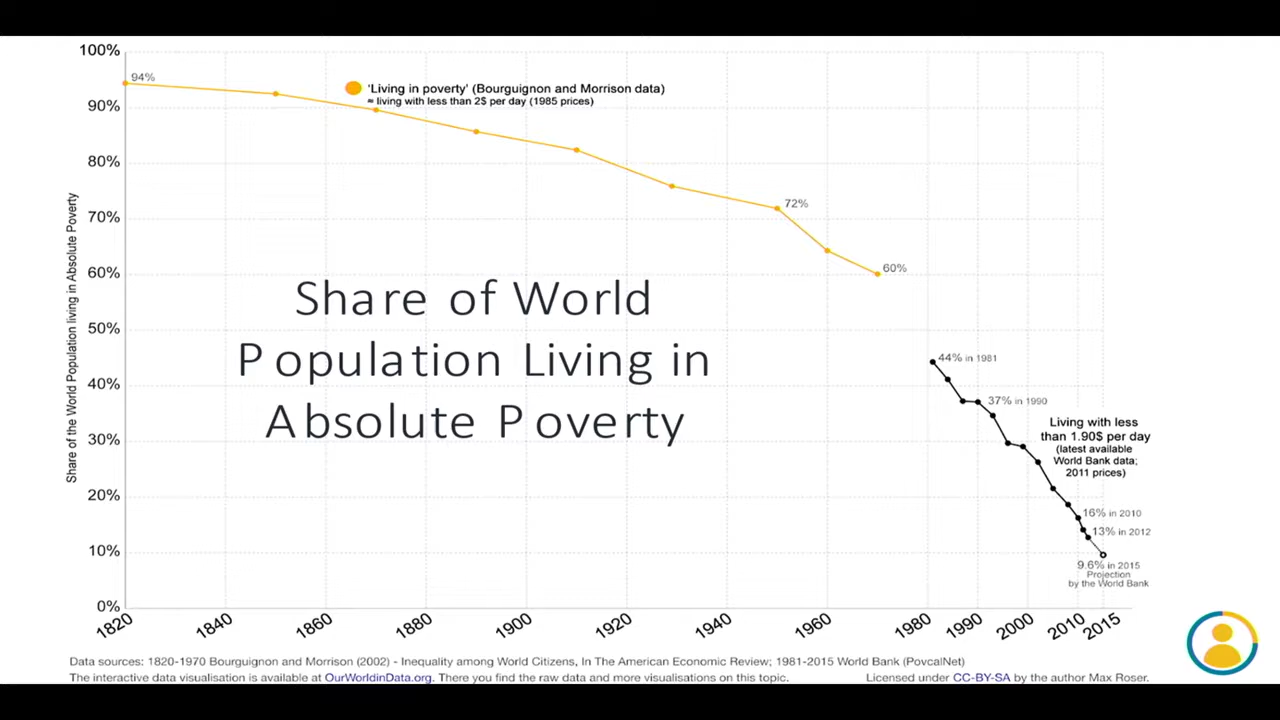 100%
94%
'Living in poverty' (Bourguignon and Morrison data)
≈ living with less than 2$ per day (1985 prices)
90%
80%
72%
70%
60%
60%
Share of the World Population living in Absolute Poverty
Share of World
Population Living in
Absolute Poverty
50%
44% in 1981
40%
37% in 1990
Living with less
than 1.90$ per day
(latest available
World Bank data;
2011 prices)
30%
20%
16% in 2010
13% in 2012
10%
9.6% in 2015
Projection
by the World Bank
0%
1820
1840
1860
1880
1900
1920
1940
1960
1980
1990
2000
2010
2015
Data sources: 1820-1970 Bourguignon and Morrison (2002) - Inequality among World Citizens, In The American Economic Review; 1981-2015 World Bank (PovcalNet)
The interactive data visualisation is available at OurWorldinData.org. There you find the raw data and more visualisations on this topic.
Licensed under CC-BY-SA by the author Max Roser.